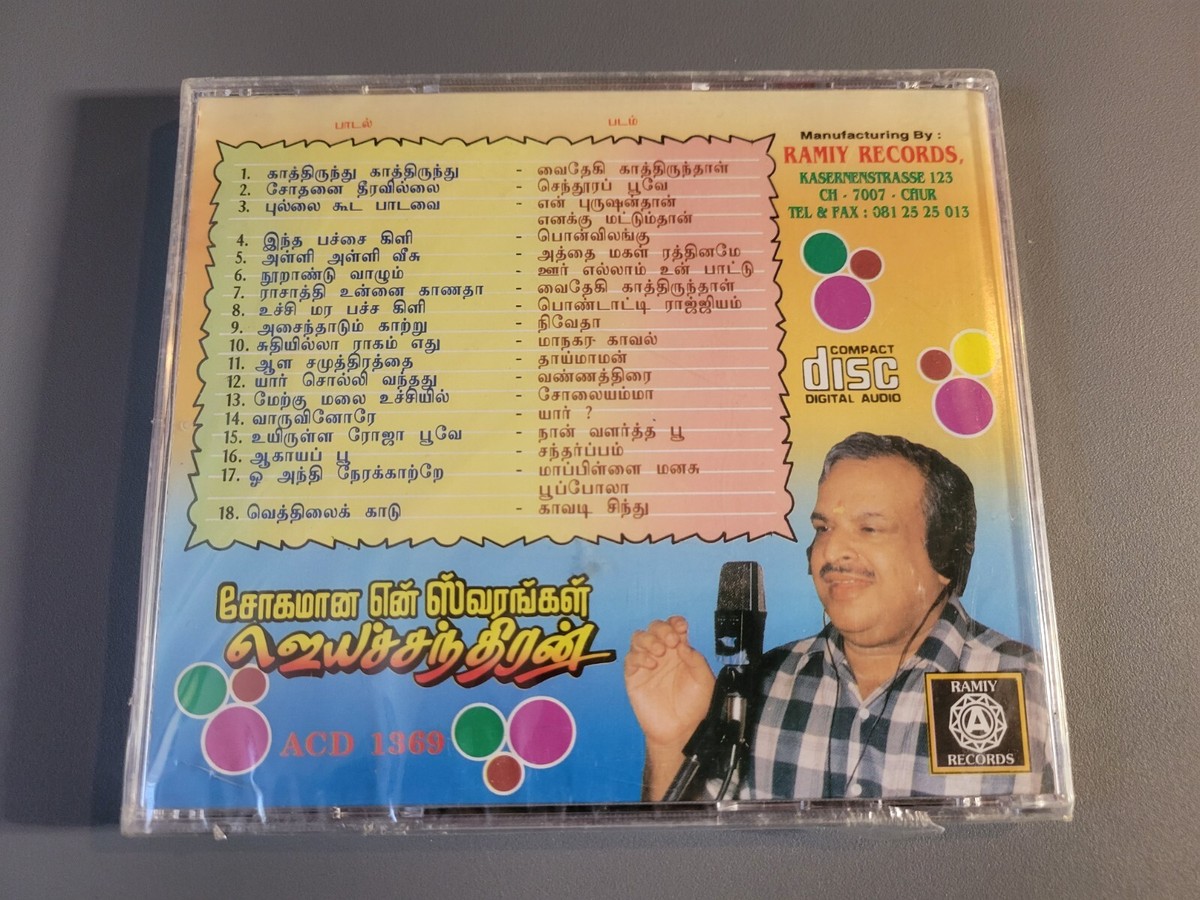 பாடல் படம்
1. காத்திருந்து காத்திருந்து - வைதேகி காத்திருந்தாள்
2. சோதனை தீரவில்லை - செந்தூரப் பூவே
3. புல்லை கூட பாடவை - என் புருஷன்தான்
எனக்கு மட்டும்தான்
4. இந்த பச்சை கிளி - பொன்விலங்கு
5. அள்ளி அள்ளி வீசு - அத்தை மகள் ரத்தினமே
6. நூறாண்டு வாழும் - ஊர் எல்லாம் உன் பாட்டு
7. ராசாத்தி உன்னை காணதா - வைதேகி காத்திருந்தாள்
8. உச்சி மர பச்ச கிளி - பொண்டாட்டி ராஜ்ஜியம்
9. அசைந்தாடும் காற்று - நிவேதா
10. சுதியில்லா ராகம் எது - மாநகர காவல்
11. ஆள சமுத்திரத்தை - தாய்மாமன்
12. யார் சொல்லி வந்தது - வண்ணத்திரை
13. மேற்கு மலை உச்சியில் - சோலையம்மா
14. வாருவினோரே - யார் ?
15. உயிருள்ள ரோஜா பூவே - நான் வளர்த்த பூ
16. ஆகாயப் பூ - சந்தர்ப்பம்
17. ஓ அந்தி நேரக்காற்றே - மாப்பிள்ளை மனசு
பூப்போலா
18. வெத்திலைக் காடு - காவடி சிந்து
Manufacturing By :
RAMIY RECORDS,
KASERNENSTRASSE 123
CH - 7007 - CHUR
TEL & FAX : 081 25 25 013
COMPACT
disc
DIGITAL AUDIO
சோகமான என் ஸ்வரங்கள்
ஜெயச்சந்திரன்
ACD 1369
RAMIY
A
RECORDS